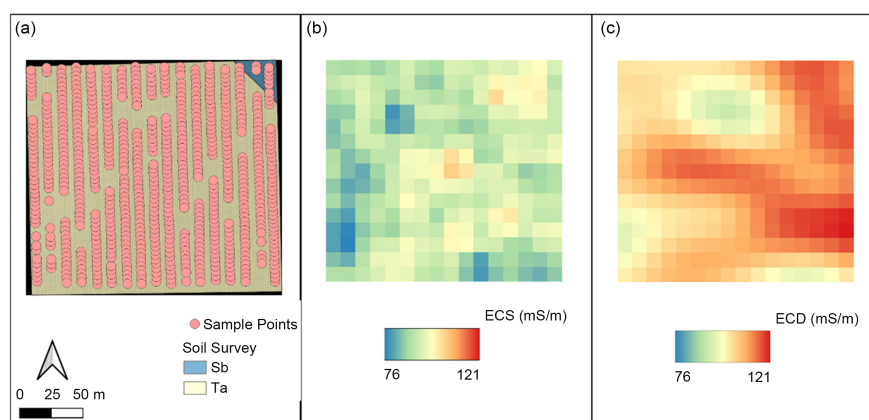 (a)
(b)
(c)
Sample Points
Soil Survey
Sb
Ta
0 25 50 m
ECS (mS/m)
76 121
ECD (mS/m)
76 121